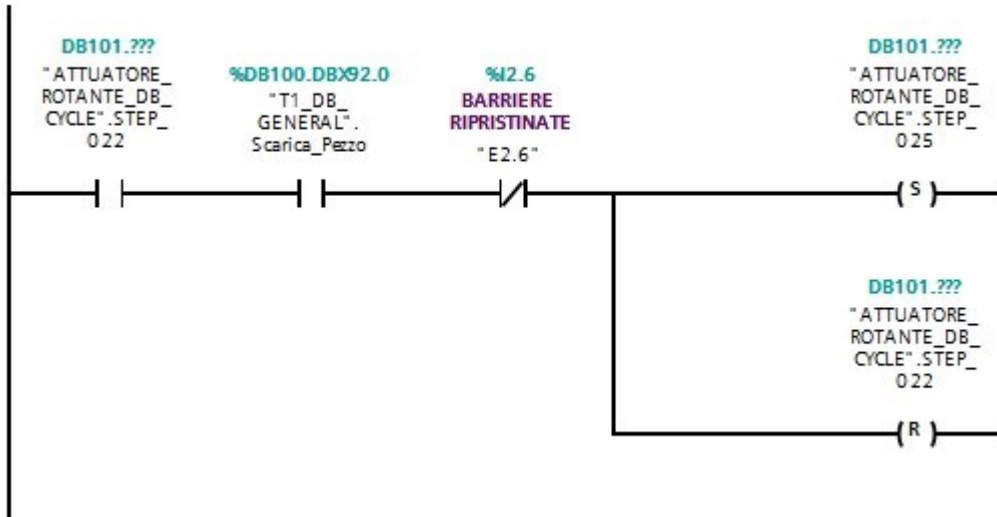 DB101.???
"ATTUATORE_
ROTANTE_DB_
CYCLE".STEP_
022
%DB100.DBX92.0
"T1_DB_
GENERAL".
Scarica_Pezzo
%I2.6
BARRIERE
RIPRISTINATE
"E2.6"
DB101.???
"ATTUATORE_
ROTANTE_DB_
CYCLE".STEP_
025
S
DB101.???
"ATTUATORE_
ROTANTE_DB_
CYCLE".STEP_
022
R